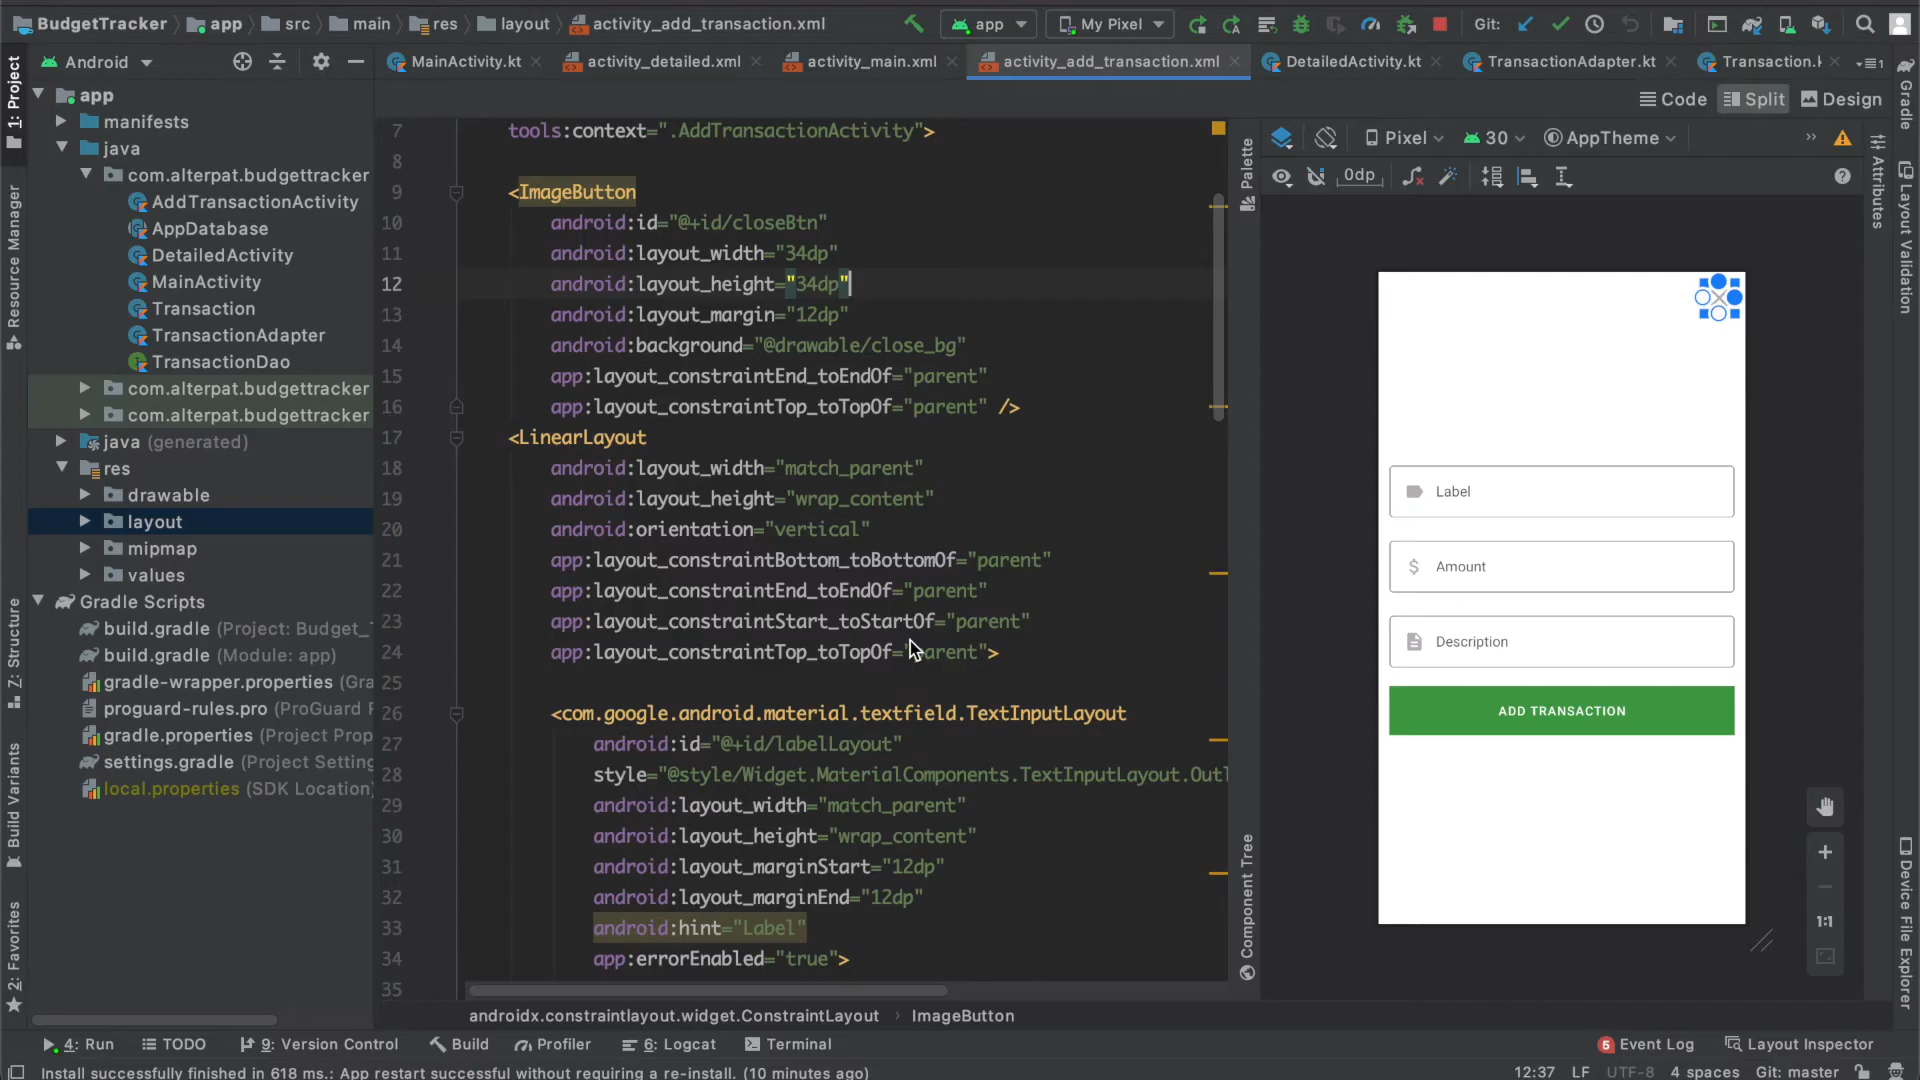 BudgetTracker › app › src › main › res › layout › activity_add_transaction.xml
app
My Pixel
Git:
1: Project
Android
MainActivity.kt
activity_detailed.xml
activity_main.xml
activity_add_transaction.xml
DetailedActivity.kt
TransactionAdapter.kt
Transaction.k
Gradle
Code
Split
Design
app
manifests
java
com.alterpat.budgettracker
AddTransactionActivity
AppDatabase
DetailedActivity
MainActivity
Transaction
TransactionAdapter
TransactionDao
com.alterpat.budgettracker
com.alterpat.budgettracker
java (generated)
res
drawable
layout
mipmap
values
Gradle Scripts
build.gradle (Project: Budget_T
build.gradle (Module: app)
gradle-wrapper.properties (Gra
proguard-rules.pro (ProGuard F
gradle.properties (Project Prop
settings.gradle (Project Setting
local.properties (SDK Location)
Resource Manager
Z: Structure
Build Variants
2: Favorites
7 tools:context=".AddTransactionActivity">
8
9 <ImageButton
10 android:id="@+id/closeBtn"
11 android:layout_width="34dp"
12 android:layout_height="34dp"
13 android:layout_margin="12dp"
14 android:background="@drawable/close_bg"
15 app:layout_constraintEnd_toEndOf="parent"
16 app:layout_constraintTop_toTopOf="parent" />
17 <LinearLayout
18 android:layout_width="match_parent"
19 android:layout_height="wrap_content"
20 android:orientation="vertical"
21 app:layout_constraintBottom_toBottomOf="parent"
22 app:layout_constraintEnd_toEndOf="parent"
23 app:layout_constraintStart_toStartOf="parent"
24 app:layout_constraintTop_toTopOf="parent">
25
26 <com.google.android.material.textfield.TextInputLayout
27 android:id="@+id/labelLayout"
28 style="@style/Widget.MaterialComponents.TextInputLayout.Outl
29 android:layout_width="match_parent"
30 android:layout_height="wrap_content"
31 android:layout_marginStart="12dp"
32 android:layout_marginEnd="12dp"
33 android:hint="Label"
34 app:errorEnabled="true">
35
androidx.constraintlayout.widget.ConstraintLayout › ImageButton
Palette
Component Tree
Pixel
30
AppTheme
0dp
Label
Amount
Description
ADD TRANSACTION
1:1
Attributes
Layout Validation
Device File Explorer
4: Run
TODO
9: Version Control
Build
Profiler
6: Logcat
Terminal
5 Event Log
Layout Inspector
Install successfully finished in 618 ms.: App restart successful without requiring a re-install. (10 minutes ago)
12:37 LF UTF-8 4 spaces Git: master